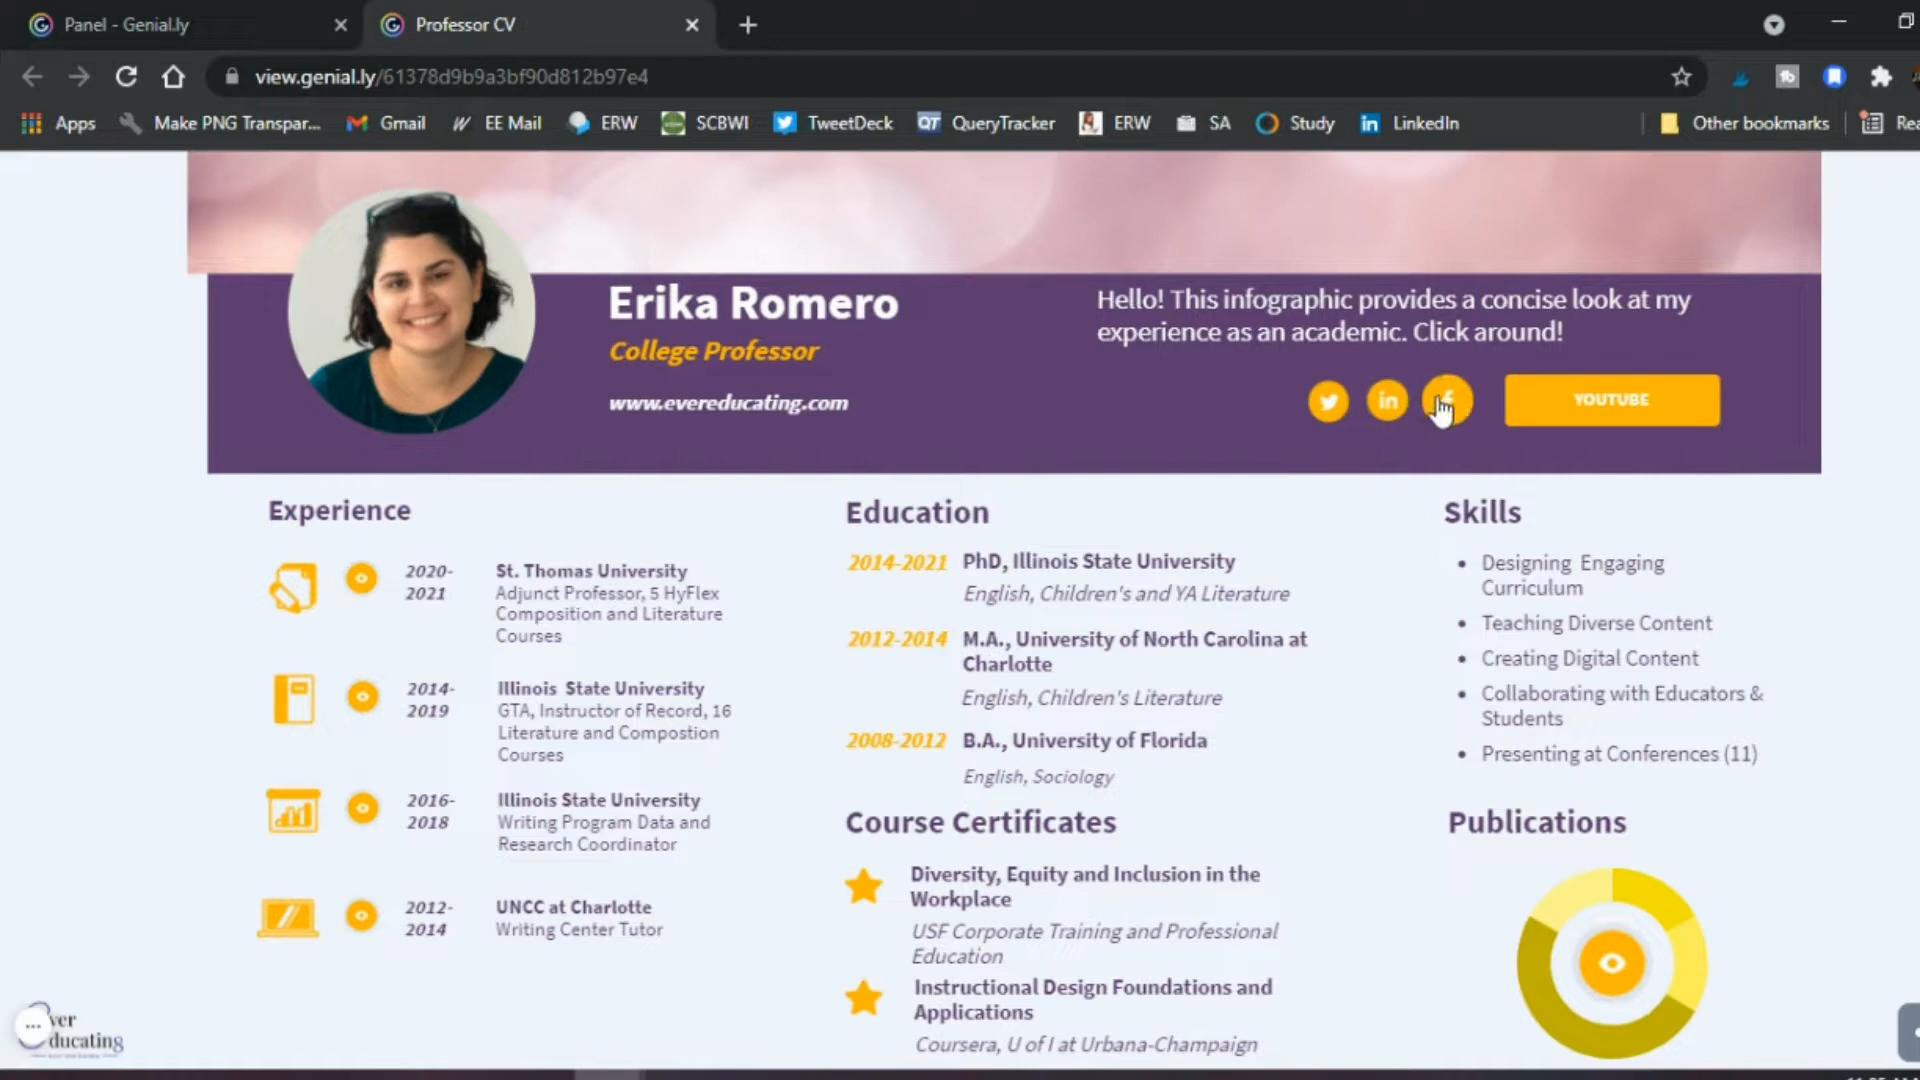 Panel - Genial.ly
Professor CV
view.genial.ly/61378d9b9a3bf90d812b97e4
Apps
Make PNG Transpar...
Gmail
EE Mail
ERW
SCBWI
TweetDeck
QT
QueryTracker
ERW
SA
Study
in
LinkedIn
Other bookmarks
Rea
Erika Romero
College Professor
www.evereducating.com
Hello! This infographic provides a concise look at my
experience as an academic. Click around!
in
YOUTUBE
Experience
2020-
2021
St. Thomas University
Adjunct Professor, 5 HyFlex
Composition and Literature
Courses
2014-
2019
Illinois State University
GTA, Instructor of Record, 16
Literature and Compostion
Courses
2016-
2018
Illinois State University
Writing Program Data and
Research Coordinator
2012-
2014
UNCC at Charlotte
Writing Center Tutor
Education
2014-2021
PhD, Illinois State University
English, Children's and YA Literature
2012-2014
M.A., University of North Carolina at
Charlotte
English, Children's Literature
2008-2012
B.A., University of Florida
English, Sociology
Course Certificates
Diversity, Equity and Inclusion in the
Workplace
USF Corporate Training and Professional
Education
Instructional Design Foundations and
Applications
Coursera, U of I at Urbana-Champaign
Skills
• Designing Engaging
Curriculum
• Teaching Diverse Content
• Creating Digital Content
• Collaborating with Educators &
Students
• Presenting at Conferences (11)
Publications
ver
ducating